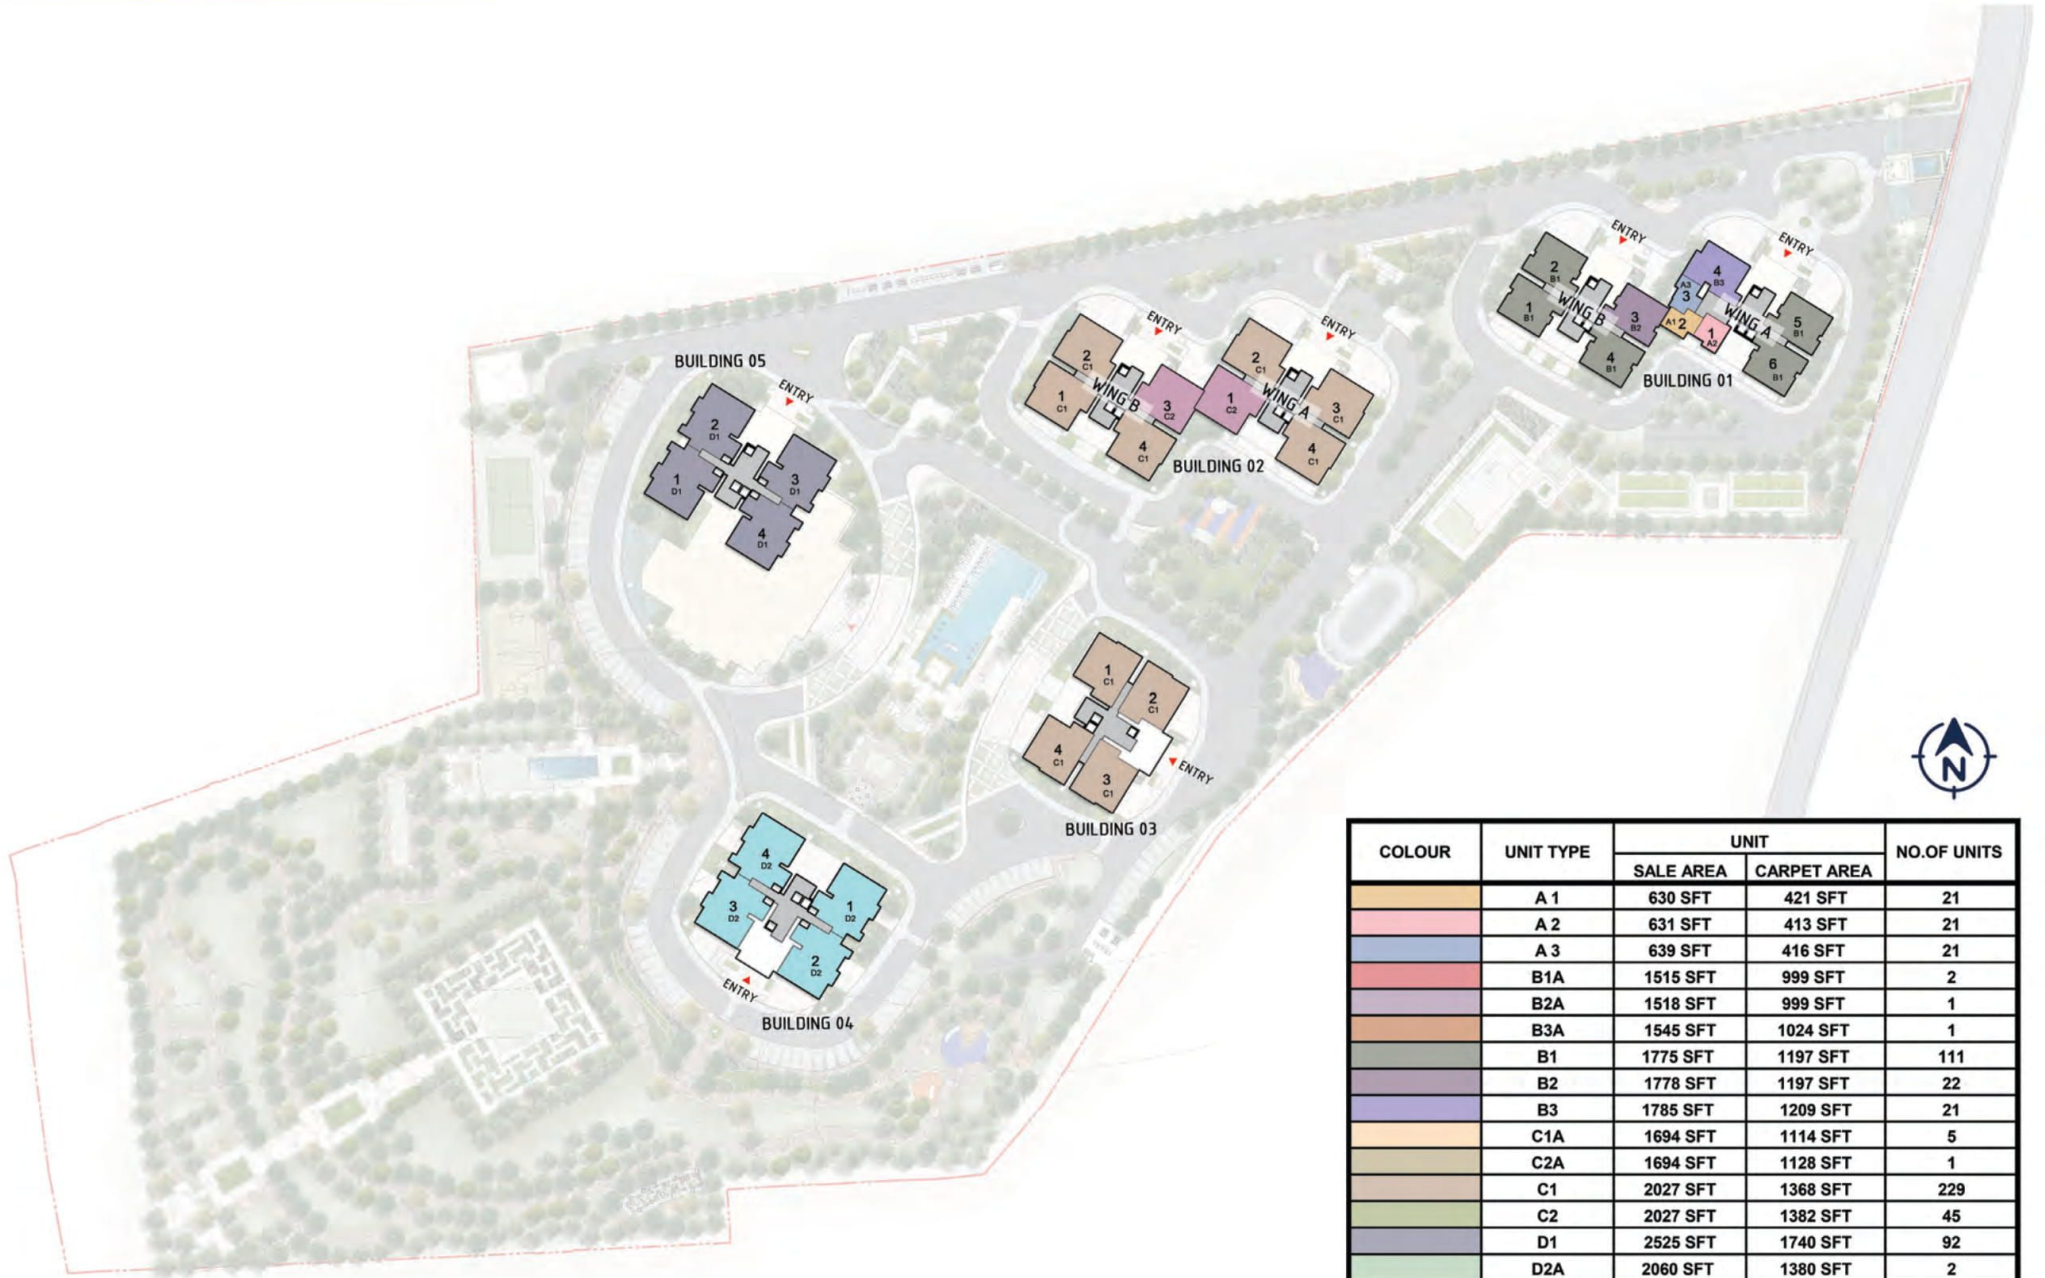 BUILDING 05
ENTRY
2
D1
1
D1
3
D1
4
D1
ENTRY
ENTRY
2
C1
1
C1
WING B
3
C2
4
C1
2
C1
1
C2
WING A
3
C1
4
C1
BUILDING 02
ENTRY
ENTRY
2
B1
1
B1
WING B
3
B2
4
B1
4
B3
A3
3
A1 2
1
A2
WING A
5
B1
6
B1
BUILDING 01
1
C1
2
C1
4
C1
3
C1
ENTRY
BUILDING 03
4
D2
3
D2
1
D2
2
D2
ENTRY
BUILDING 04
N
COLOUR UNIT TYPE UNIT NO.OF UNITS
SALE AREA CARPET AREA
A 1 630 SFT 421 SFT 21
A 2 631 SFT 413 SFT 21
A 3 639 SFT 416 SFT 21
B1A 1515 SFT 999 SFT 2
B2A 1518 SFT 999 SFT 1
B3A 1545 SFT 1024 SFT 1
B1 1775 SFT 1197 SFT 111
B2 1778 SFT 1197 SFT 22
B3 1785 SFT 1209 SFT 21
C1A 1694 SFT 1114 SFT 5
C2A 1694 SFT 1128 SFT 1
C1 2027 SFT 1368 SFT 229
C2 2027 SFT 1382 SFT 45
D1 2525 SFT 1740 SFT 92
D2A 2060 SFT 1380 SFT 2